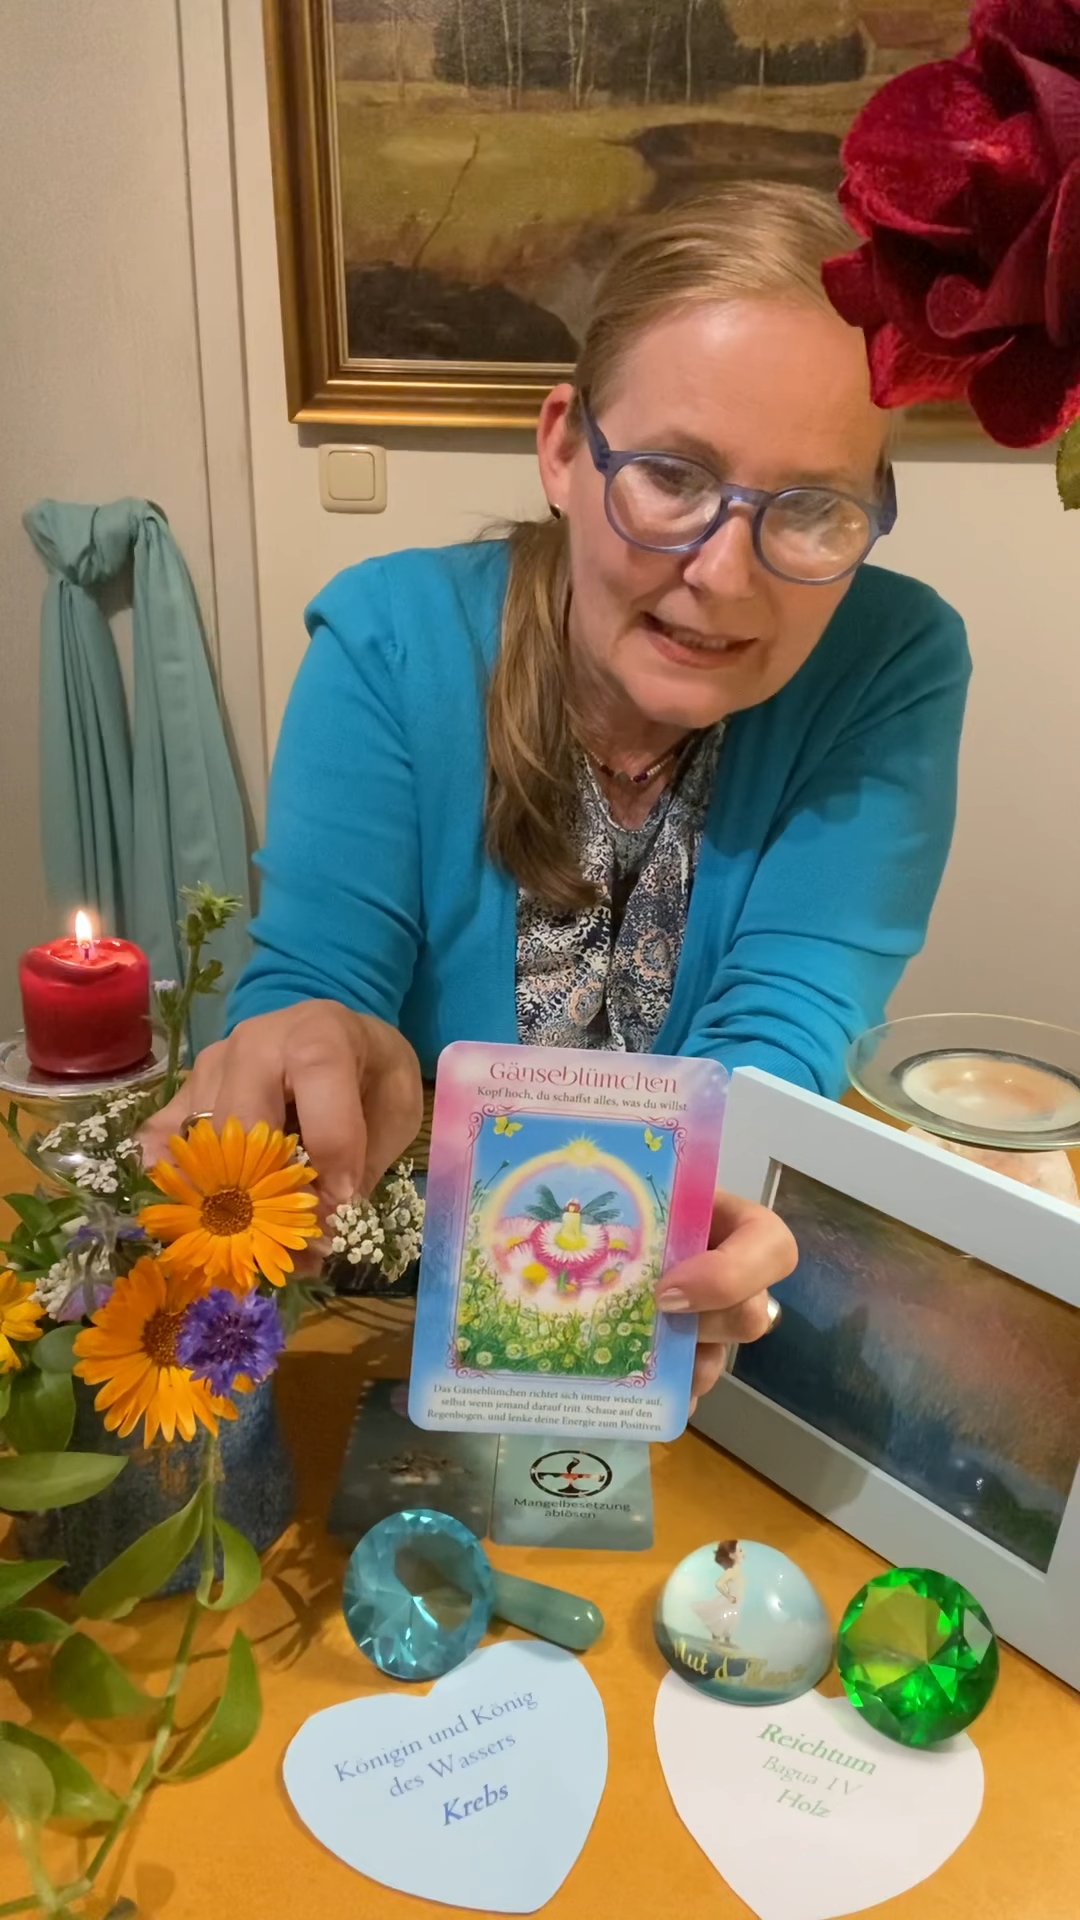 Gänseblümchen
Kopf hoch, du schaffst alles, was du willst.
Das Gänseblümchen richtet sich immer wieder auf,
selbst wenn jemand darauf tritt. Schaue auf den
Regenbogen, und lenke deine Energie zum Positiven.
Mangelbesetzung
ablösen
Mut &
Königin und König
des Wassers
Krebs
Reichtum
Bagua IV
Holz